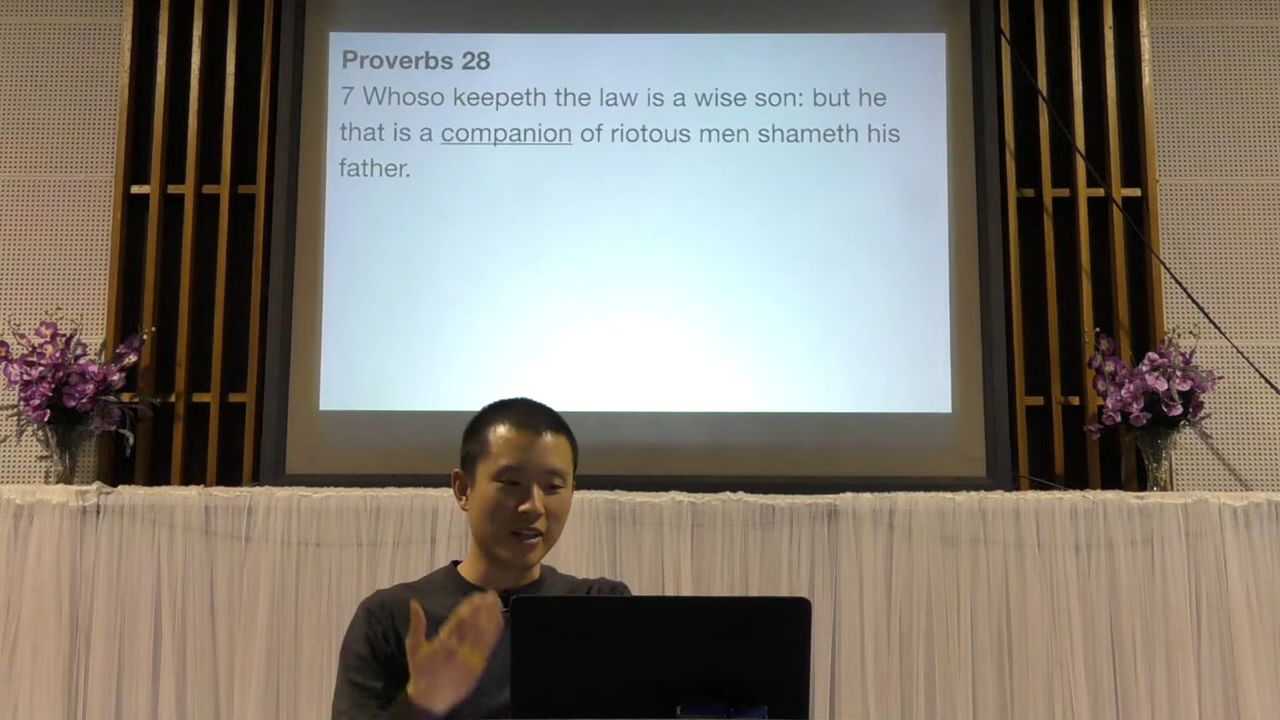 Proverbs 28
7 Whoso keepeth the law is a wise son: but he
that is a companion of riotous men shameth his
father.